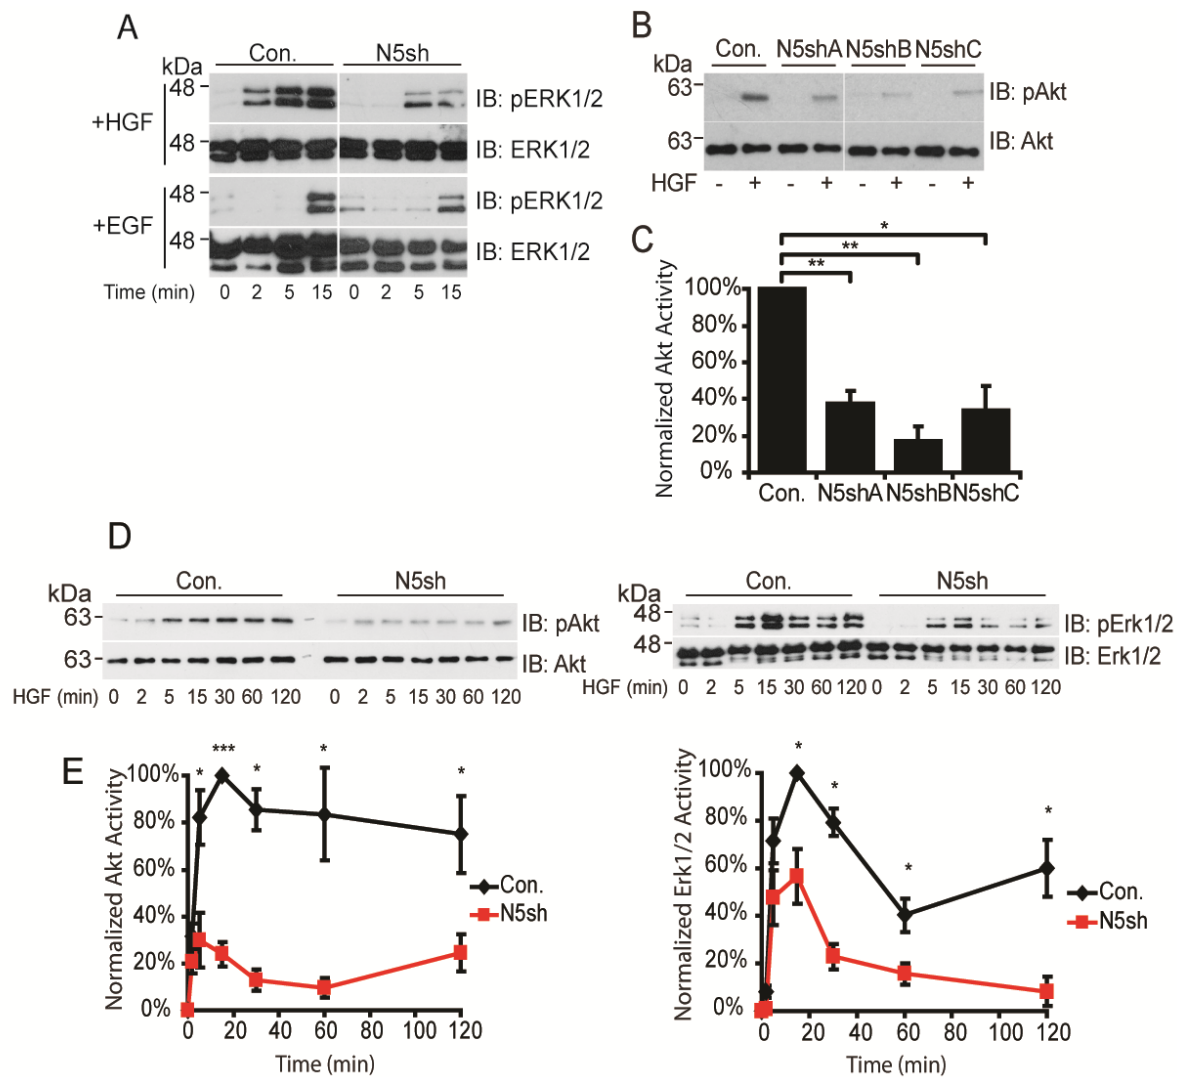 A
Con. N5sh
kDa
48
+HGF
IB: pERK1/2
48
IB: ERK1/2
48
+EGF
IB: pERK1/2
48
IB: ERK1/2
Time (min) 0 2 5 15 0 2 5 15
B
Con. N5shA N5shB N5shC
kDa
63
IB: pAkt
63
IB: Akt
HGF - + - + - + - +
C
*
**
**
Normalized Akt Activity
100%
80%
60%
40%
20%
0%
Con. N5shA N5shB N5shC
D
Con. N5sh
kDa
63
IB: pAkt
63
IB: Akt
HGF (min) 0 2 5 15 30 60 120 0 2 5 15 30 60 120
Con. N5sh
kDa
48
IB: pErk1/2
48
IB: Erk1/2
HGF (min) 0 2 5 15 30 60 120 0 2 5 15 30 60 120
E
Normalized Akt Activity
100%
80%
60%
40%
20%
0%
* *** * * *
Con.
N5sh
0 20 40 60 80 100 120
Time (min)
Normalized Erk1/2 Activity
100%
80%
60%
40%
20%
0%
* * * *
Con.
N5sh
0 20 40 60 80 100 120
Time (min)